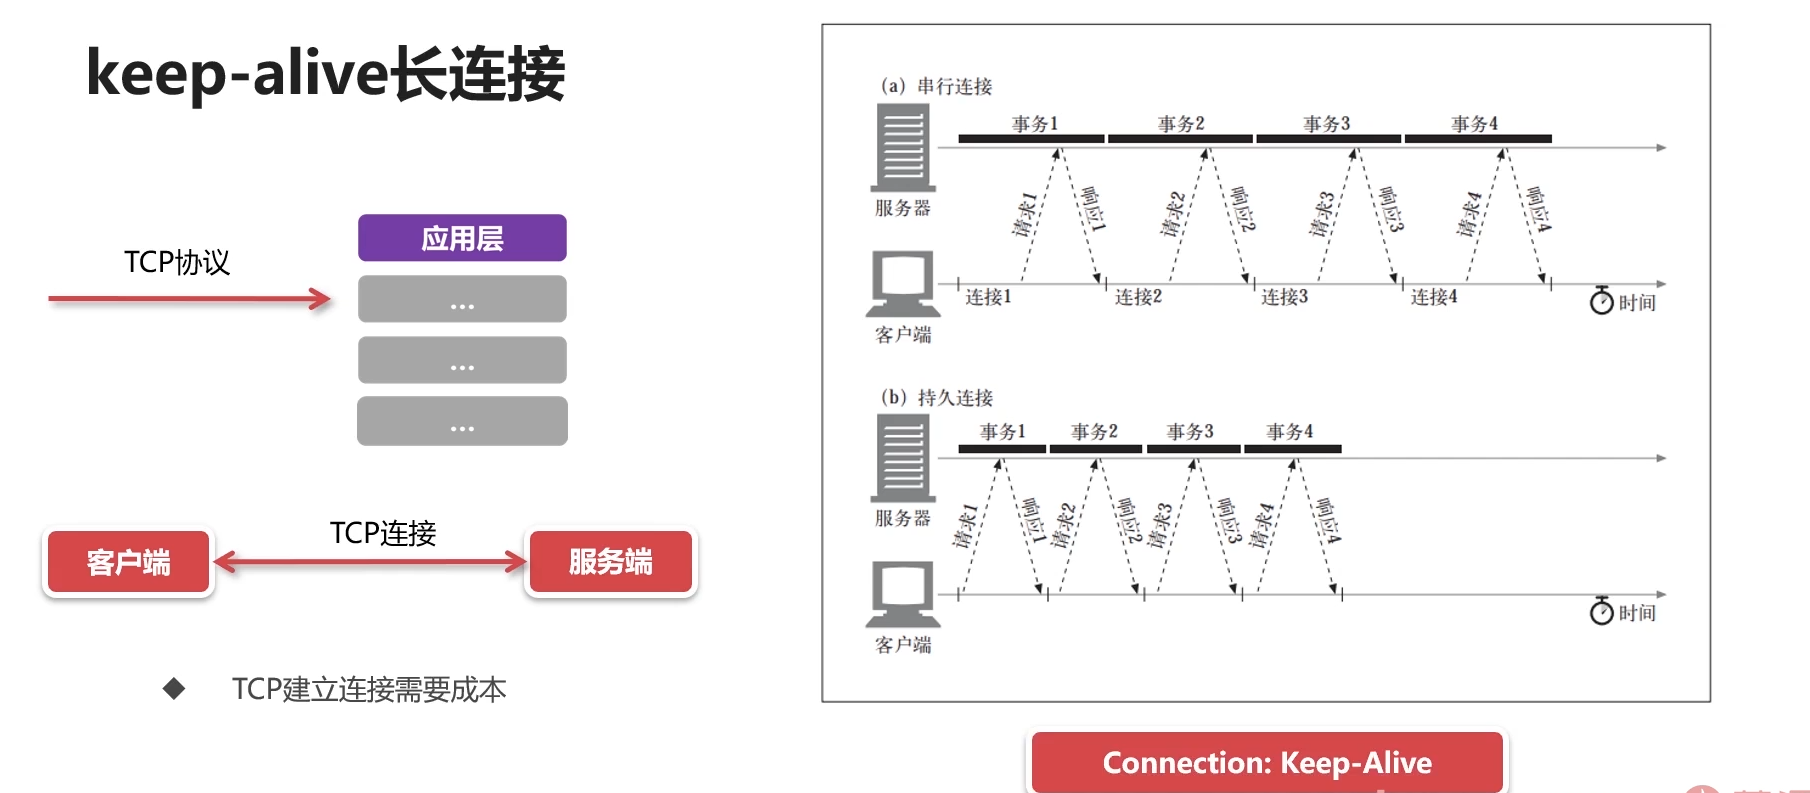 keep-alive长连接
TCP协议
应用层
...
...
...
客户端
TCP连接
服务端
TCP建立连接需要成本
(a) 串行连接
事务1
事务2
事务3
事务4
服务器
请求1
响应1
请求2
响应2
请求3
响应3
请求4
响应4
连接1
连接2
连接3
连接4
时间
客户端
(b) 持久连接
事务1
事务2
事务3
事务4
服务器
请求1
响应1
请求2
响应2
请求3
响应3
请求4
响应4
时间
客户端
Connection: Keep-Alive